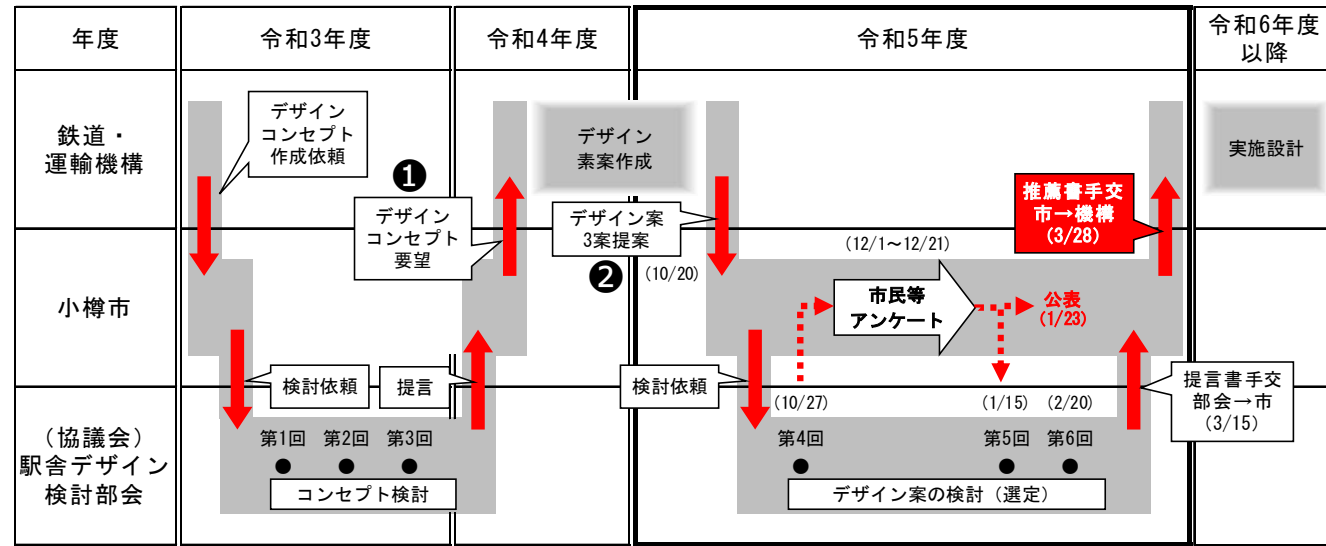 年度
令和3年度
令和4年度
令和5年度
令和6年度
以降
鉄道・
運輸機構
デザイン
コンセプト
作成依頼
❶
デザイン
コンセプト
要望
デザイン
素案作成
デザイン案
3案提案
❷
(10/20)
推薦書手交
市→機構
(3/28)
実施設計
小樽市
(12/1～12/21)
市民等
アンケート
公表
(1/23)
検討依頼
提言
検討依頼
(10/27)
(1/15)
(2/20)
提言書手交
部会→市
(3/15)
(協議会)
駅舎デザイン
検討部会
第1回
第2回
第3回
コンセプト検討
第4回
第5回
第6回
デザイン案の検討（選定）